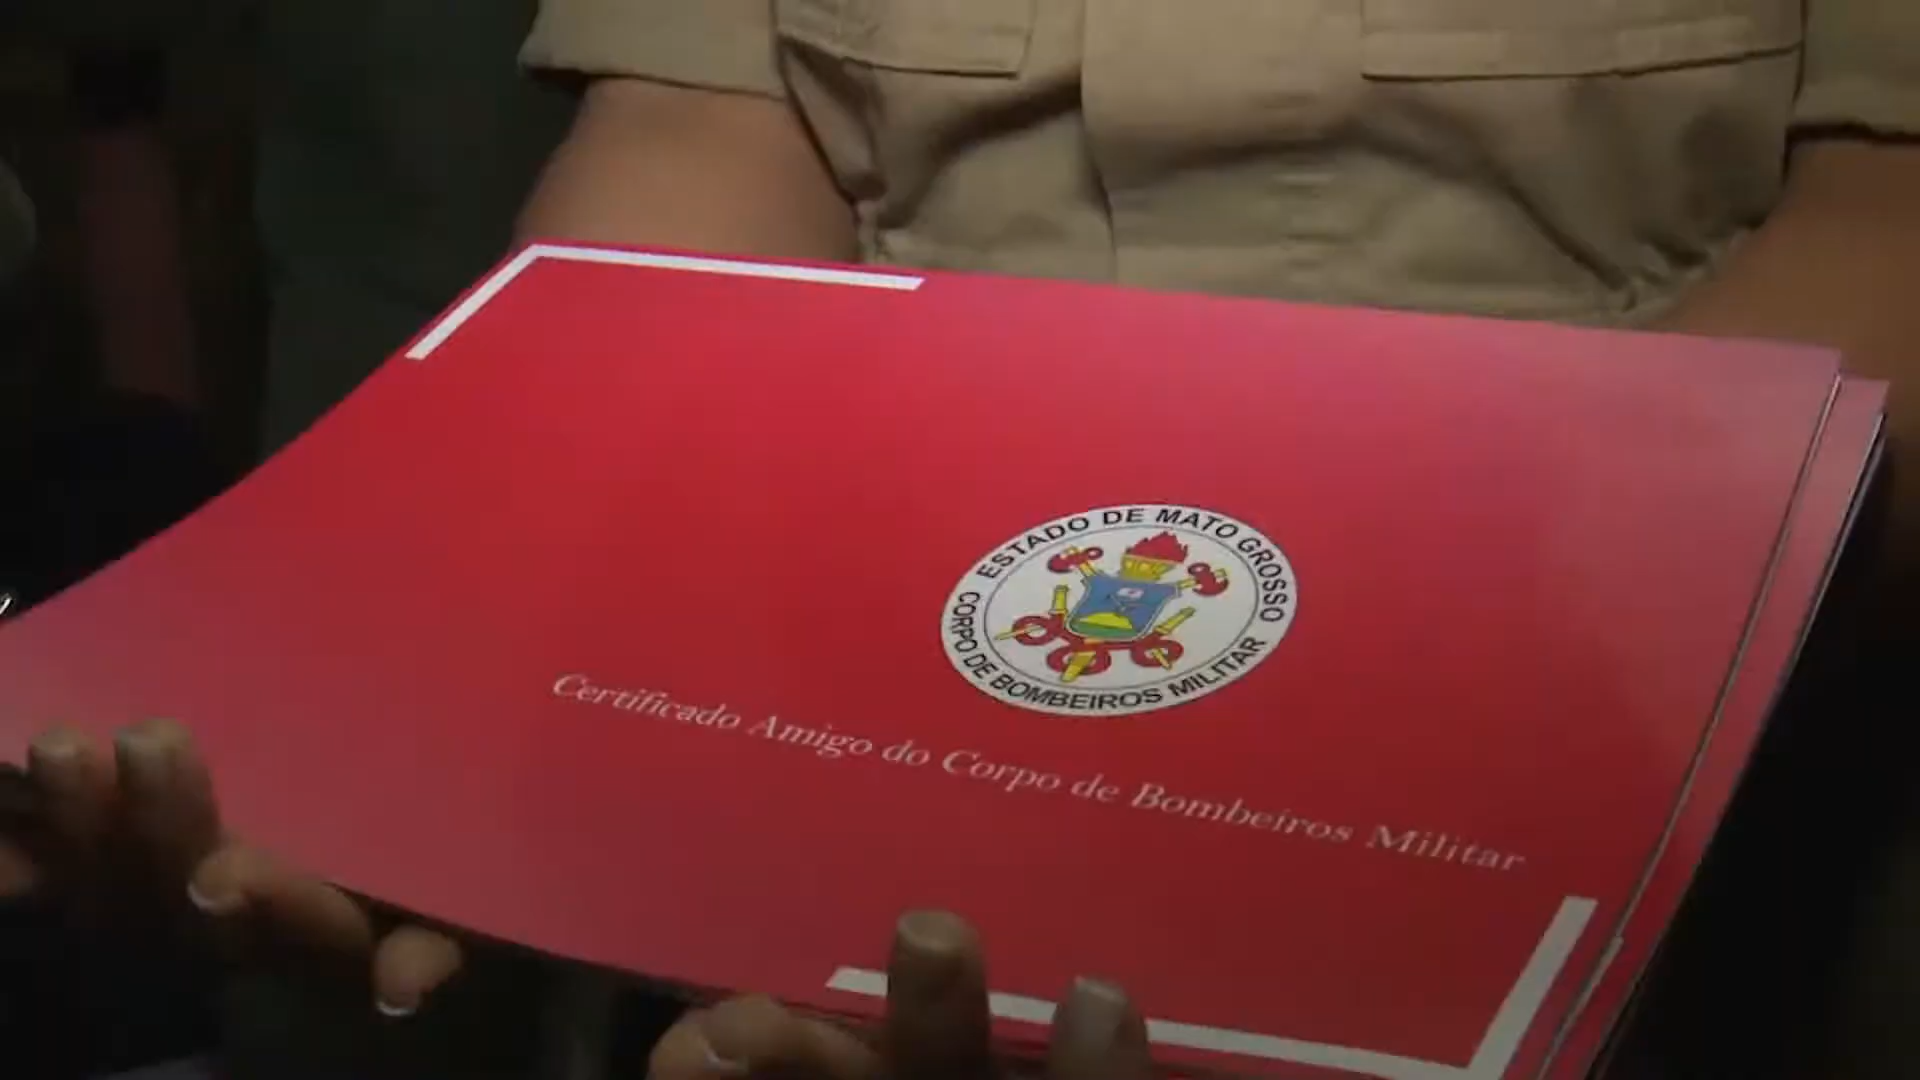 ESTADO DE MATO GROSSO
CORPO DE BOMBEIROS MILITAR
Certificado Amigo do Corpo de Bombeiros Militar